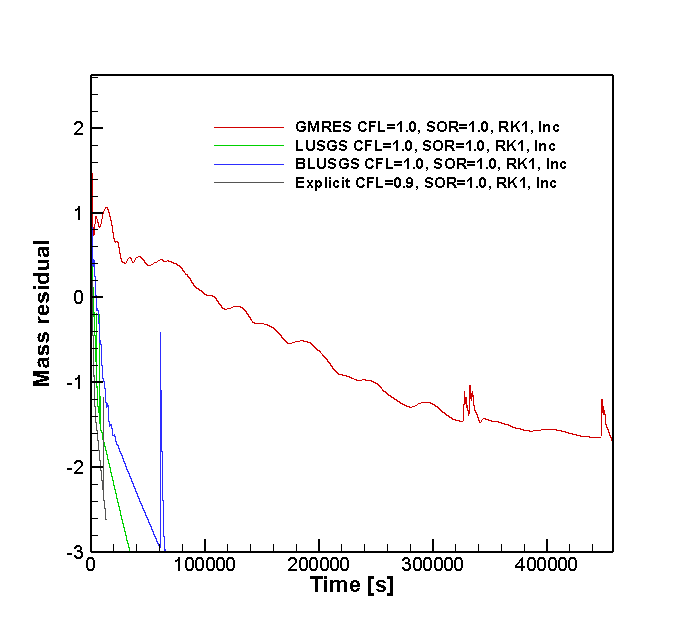 2
1
0
-1
-2
-3
Mass residual
GMRES CFL=1.0, SOR=1.0, RK1, Inc
LUSGS CFL=1.0, SOR=1.0, RK1, Inc
BLUSGS CFL=1.0, SOR=1.0, RK1, Inc
Explicit CFL=0.9, SOR=1.0, RK1, Inc
0 100000 200000 300000 400000
Time [s]